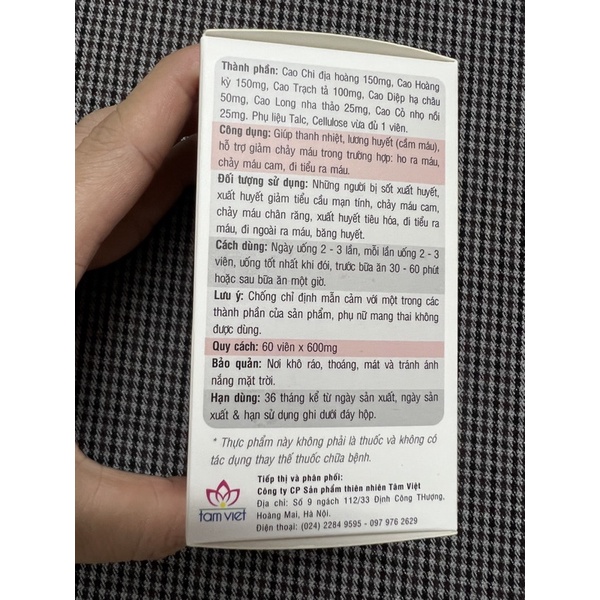 Thành phần: Cao Chi địa hoàng 150mg, Cao Hoàng
kỳ 150mg, Cao Trạch tả 100mg, Cao Diệp hạ châu
50mg, Cao Long nha thảo 25mg, Cao Cỏ nhọ nồi
25mg. Phụ liệu Talc, Cellulose vừa đủ 1 viên.
Công dụng: Giúp thanh nhiệt, lương huyết (cầm máu),
hỗ trợ giảm chảy máu trong trường hợp: ho ra máu,
chảy máu cam, đi tiểu ra máu.
Đối tượng sử dụng: Những người bị sốt xuất huyết,
xuất huyết giảm tiểu cầu mạn tính, chảy máu cam,
chảy máu chân răng, xuất huyết tiêu hóa, đi tiểu ra
máu, đi ngoài ra máu, băng huyết.
Cách dùng: Ngày uống 2 - 3 lần, mỗi lần uống 2 - 3
viên, uống tốt nhất khi đói, trước bữa ăn 30 - 60 phút
hoặc sau bữa ăn một giờ.
Lưu ý: Chống chỉ định mẫn cảm với một trong các
thành phần của sản phẩm, phụ nữ mang thai không
được dùng.
Quy cách: 60 viên x 600mg
Bảo quản: Nơi khô ráo, thoáng, mát và tránh ánh
nắng mặt trời.
Hạn dùng: 36 tháng kể từ ngày sản xuất, ngày sản
xuất & hạn sử dụng ghi dưới đáy hộp.
* Thực phẩm này không phải là thuốc và không có
tác dụng thay thế thuốc chữa bệnh.
Tiếp thị và phân phối:
Công ty CP Sản phẩm thiên nhiên Tâm Việt
Địa chỉ: Số 9 ngách 112/33 Định Công THượng,
Hoàng Mai, Hà Nội.
Điện thoại: (024) 2284 9595 - 097 976 2629
tâm việt